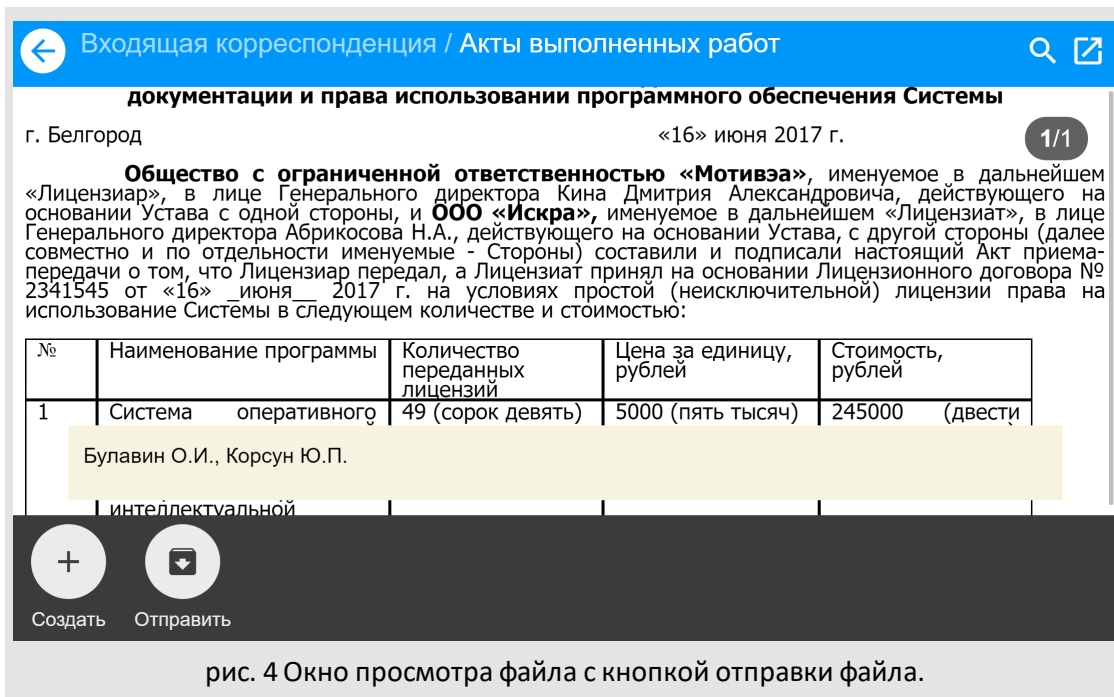 Входящая корреспонденция / Акты выполненных работ
документации и права использовании программного обеспечения Системы
г. Белгород «16» июня 2017 г.
1/1
Общество с ограниченной ответственностью «Мотивэа», именуемое в дальнейшем
«Лицензиар», в лице Генерального директора Кина Дмитрия Александровича, действующего на
основании Устава с одной стороны, и ООО «Искра», именуемое в дальнейшем «Лицензиат», в лице
Генерального директора Абрикосова Н.А., действующего на основании Устава, с другой стороны (далее
совместно и по отдельности именуемые - Стороны) составили и подписали настоящий Акт приема-
передачи о том, что Лицензиар передал, а Лицензиат принял на основании Лицензионного договора №
2341545 от «16» _июня__ 2017 г. на условиях простой (неисключительной) лицензии права на
использование Системы в следующем количестве и стоимостью:
№ Наименование программы Количество Цена за единицу, Стоимость,
переданных рублей рублей
лицензий
1 Система оперативного 49 (сорок девять) 5000 (пять тысяч) 245000 (двести
Булавин О.И., Корсун Ю.П.
интеллектуальной
Создать Отправить
рис. 4 Окно просмотра файла с кнопкой отправки файла.